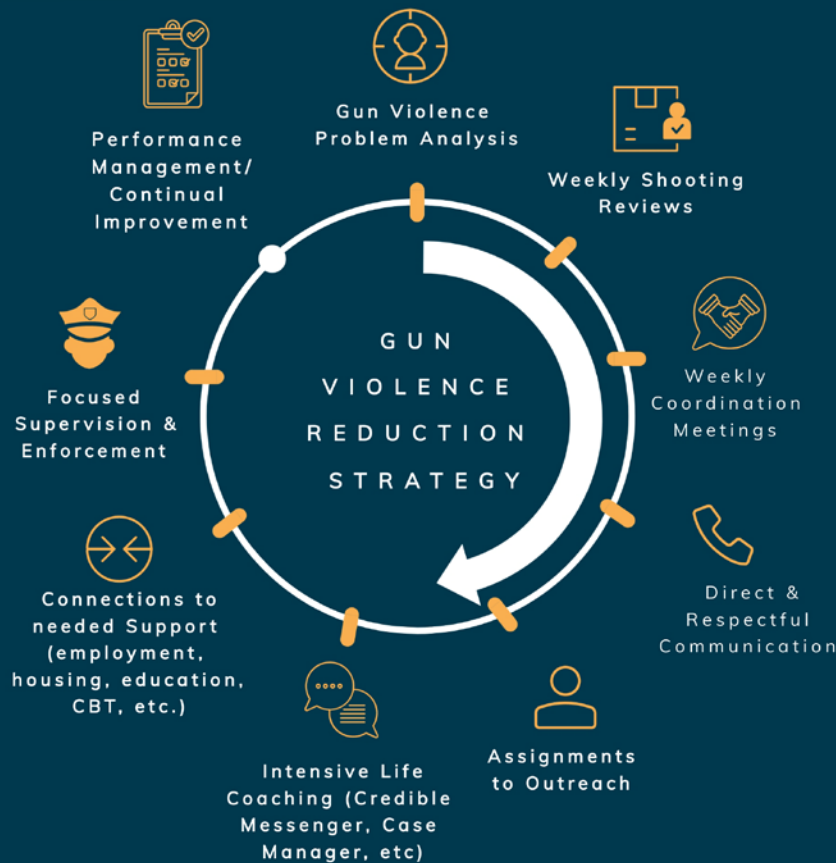 GUN
VIOLENCE
REDUCTION
STRATEGY
Gun Violence
Problem Analysis
Weekly Shooting
Reviews
Weekly
Coordination
Meetings
Direct &
Respectful
Communication
Assignments
to Outreach
Intensive Life
Coaching (Credible
Messenger, Case
Manager, etc)
Connections to
needed Support
(employment,
housing, education,
CBT, etc.)
Focused
Supervision &
Enforcement
Performance
Management/
Continual
Improvement